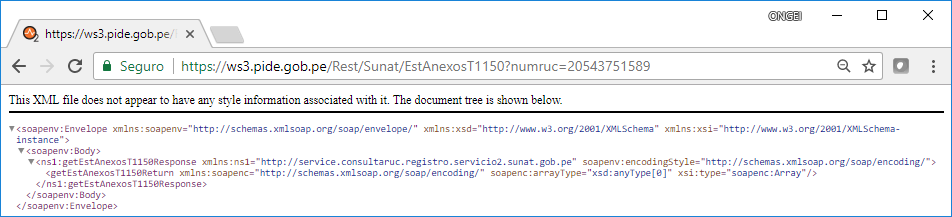 ONGEI
https://ws3.pide.gob.pe/
Seguro https://ws3.pide.gob.pe/Rest/Sunat/EstAnexosT1150?numruc=20543751589
This XML file does not appear to have any style information associated with it. The document tree is shown below.
<soapenv:Envelope xmlns:soapenv="http://schemas.xmlsoap.org/soap/envelope/" xmlns:xsd="http://www.w3.org/2001/XMLSchema" xmlns:xsi="http://www.w3.org/2001/XMLSchema-
instance">
<soapenv:Body>
<ns1:getEstAnexosT1150Response xmlns:ns1="http://service.consultaruc.registro.servicio2.sunat.gob.pe" soapenv:encodingStyle="http://schemas.xmlsoap.org/soap/encoding/">
<getEstAnexosT1150Return xmlns:soapenc="http://schemas.xmlsoap.org/soap/encoding/" soapenc:arrayType="xsd:anyType[0]" xsi:type="soapenc:Array"/>
</ns1:getEstAnexosT1150Response>
</soapenv:Body>
</soapenv:Envelope>